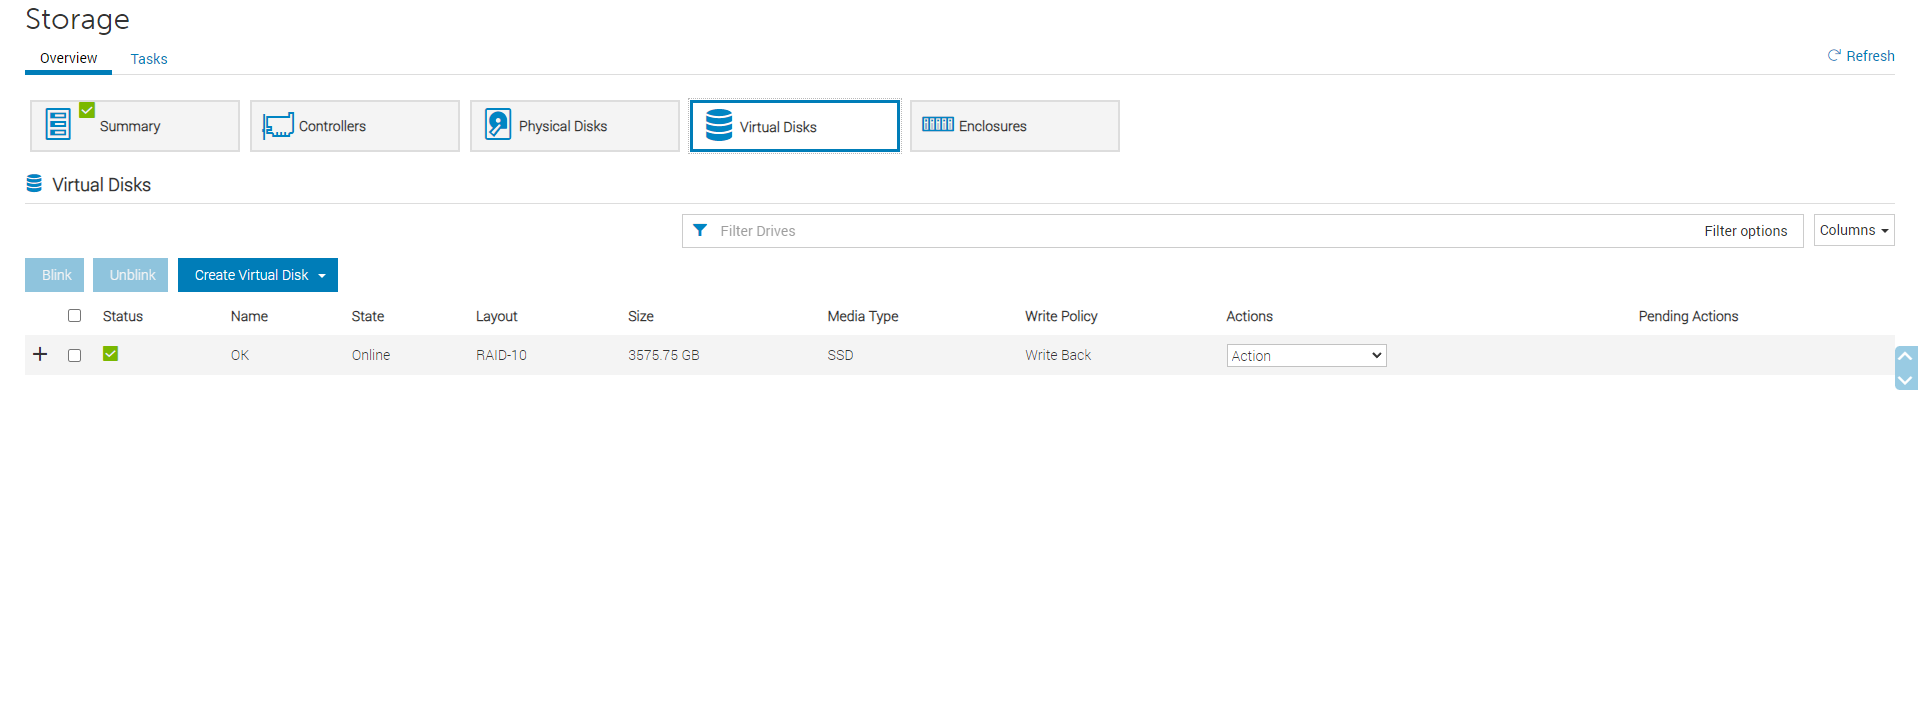 Storage
Overview Tasks Refresh
Summary Controllers Physical Disks Virtual Disks Enclosures
Virtual Disks
Filter Drives Filter options Columns
Blink Unblink Create Virtual Disk
Status Name State Layout Size Media Type Write Policy Actions Pending Actions
OK Online RAID-10 3575.75 GB SSD Write Back Action